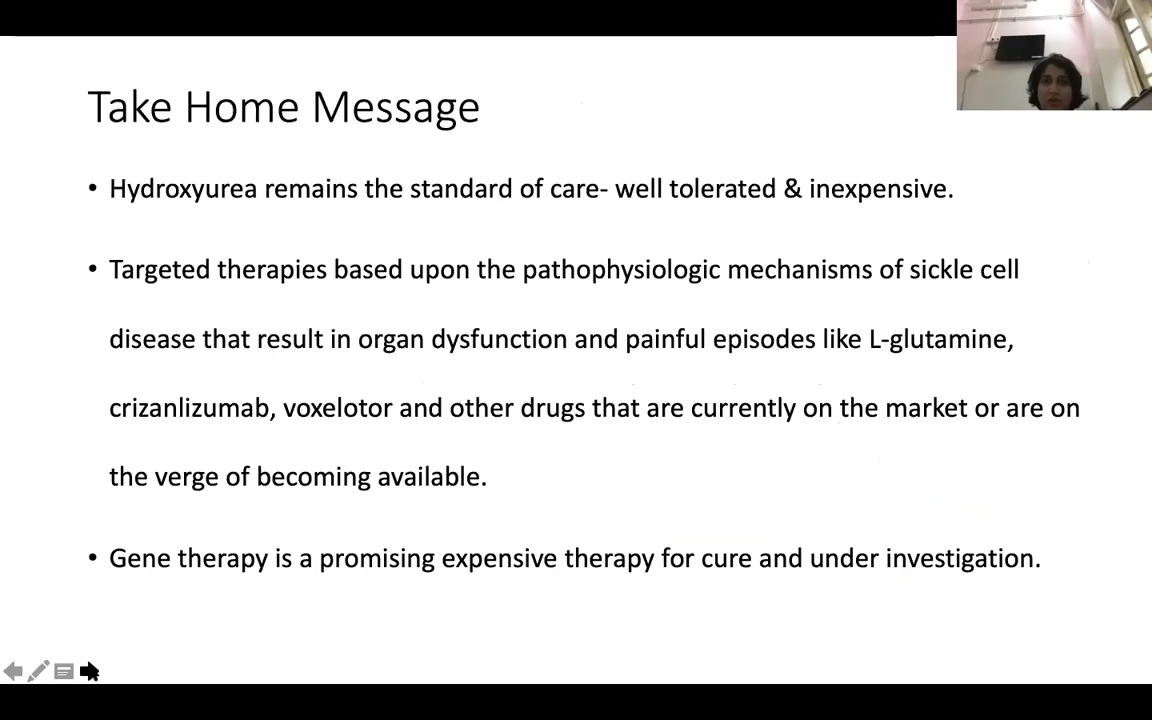 Take Home Message
• Hydroxyurea remains the standard of care- well tolerated & inexpensive.
• Targeted therapies based upon the pathophysiologic mechanisms of sickle cell
disease that result in organ dysfunction and painful episodes like L-glutamine,
crizanlizumab, voxelotor and other drugs that are currently on the market or are on
the verge of becoming available.
• Gene therapy is a promising expensive therapy for cure and under investigation.